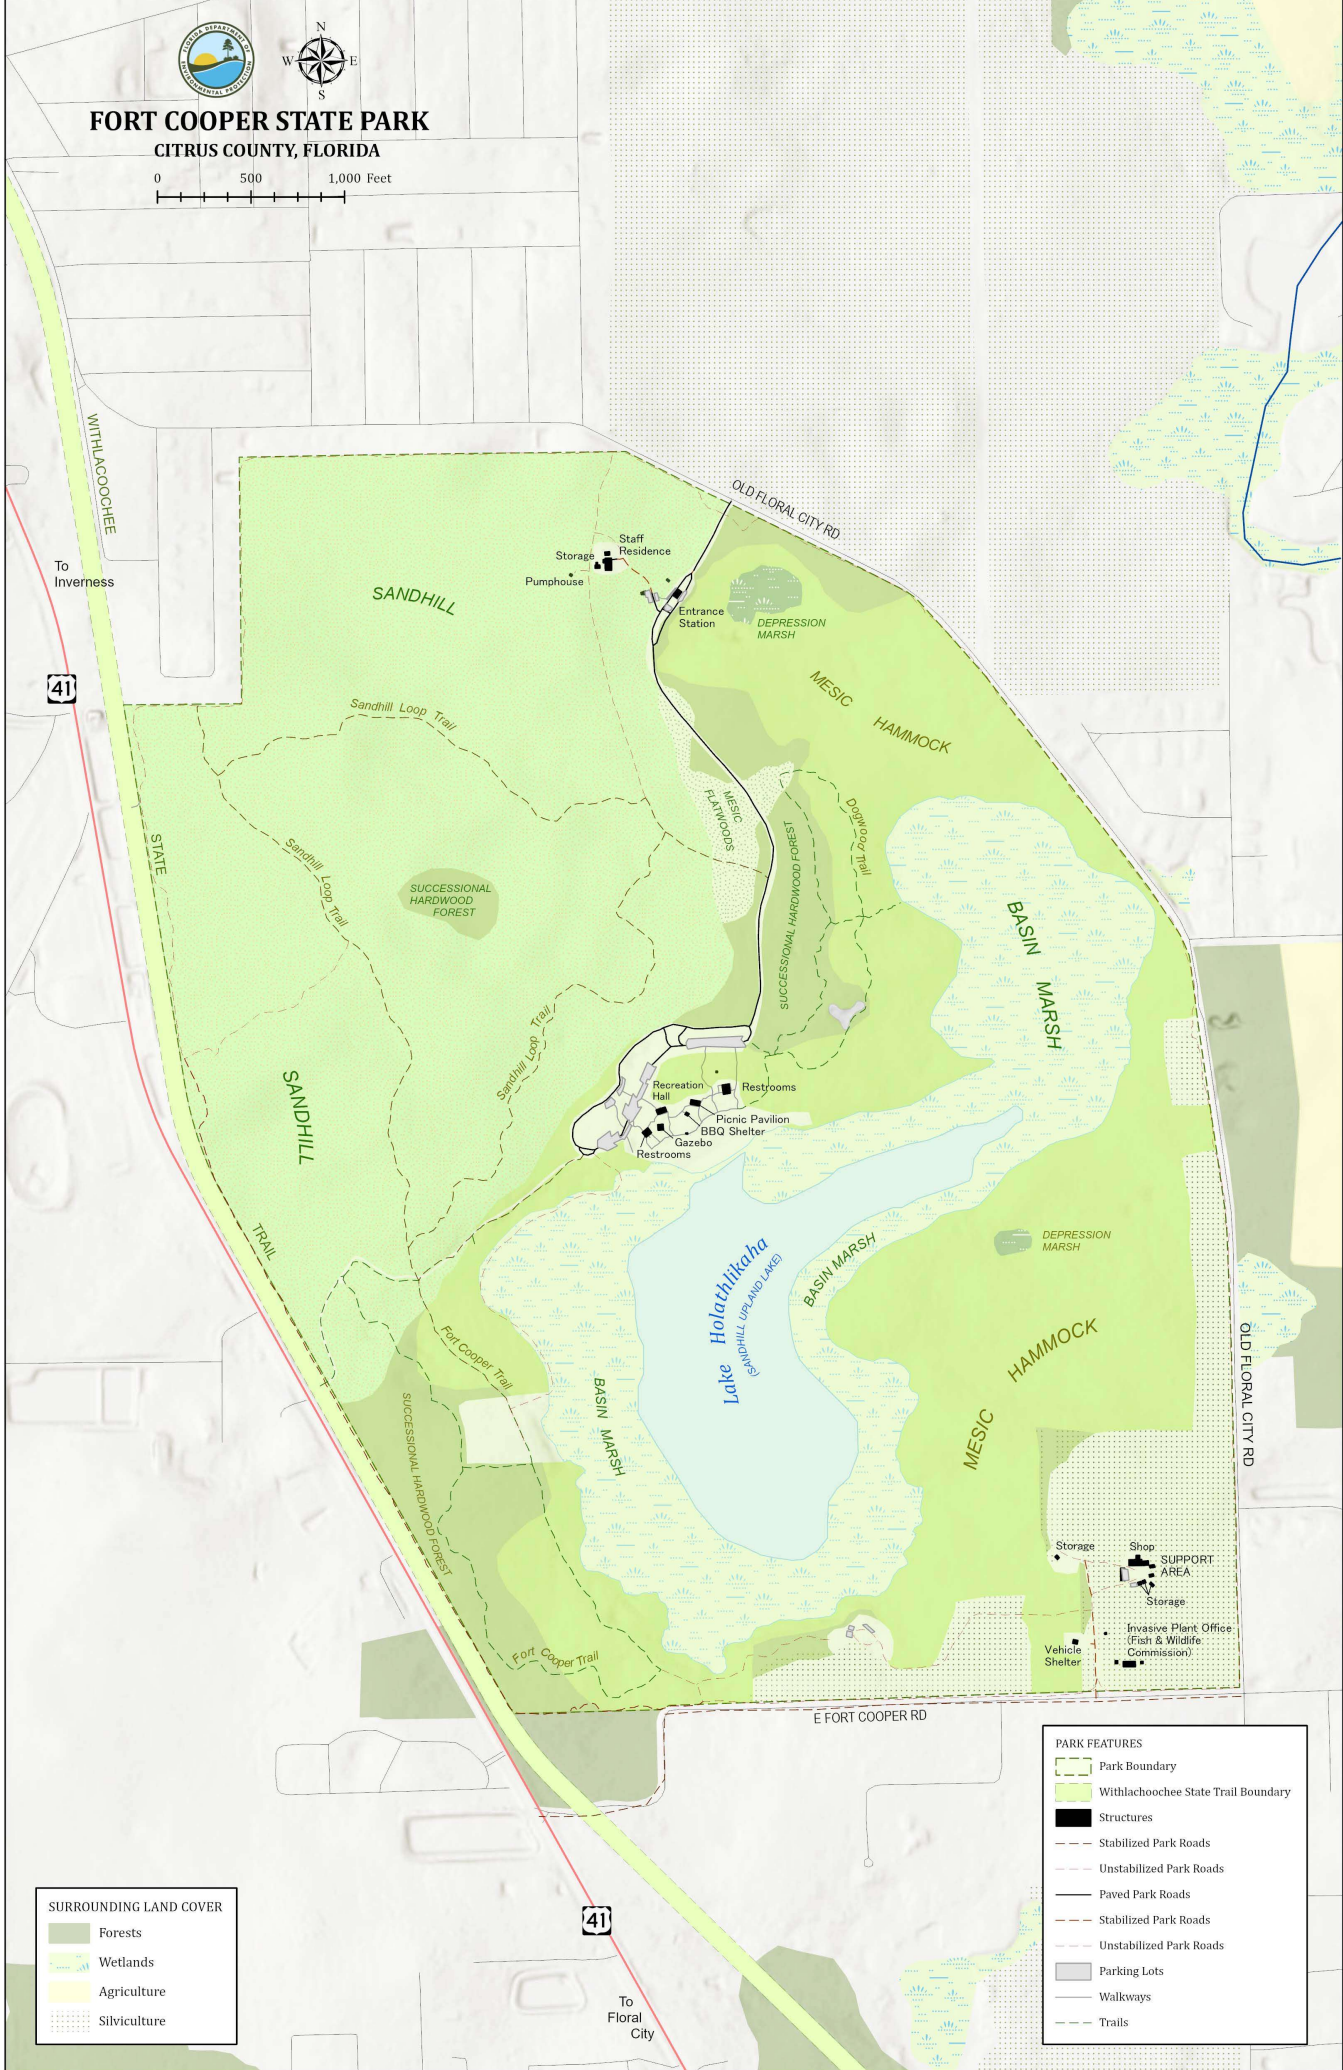 FLORIDA DEPARTMENT OF
ENVIRONMENTAL PROTECTION
N
W E
S
FORT COOPER STATE PARK
CITRUS COUNTY, FLORIDA
0 500 1,000 Feet
WITHLACOOCHEE
STATE
TRAIL
To
Inverness
41
OLD FLORAL CITY RD
Staff
Residence
Storage
Pumphouse
Entrance
Station
SANDHILL
DEPRESSION
MARSH
MESIC
HAMMOCK
Sandhill Loop Trail
MESIC
FLATWOODS
Dogwood Trail
SUCCESSIONAL HARDWOOD FOREST
Sandhill Loop Trail
SUCCESSIONAL
HARDWOOD
FOREST
BASIN
MARSH
Sandhill Loop Trail
SANDHILL
Recreation
Hall
Restrooms
Picnic Pavilion
BBQ Shelter
Gazebo
Restrooms
Lake Holathlikaha
(SANDHILL UPLAND LAKE)
BASIN MARSH
DEPRESSION
MARSH
HAMMOCK
MESIC
OLD FLORAL CITY RD
Fort Cooper Trail
BASIN MARSH
SUCCESSIONAL HARDWOOD FOREST
Storage
Shop
SUPPORT
AREA
Storage
Invasive Plant Office
(Fish & Wildlife
Commission)
Vehicle
Shelter
Fort Cooper Trail
E FORT COOPER RD
41
To
Floral
City
SURROUNDING LAND COVER
Forests
Wetlands
Agriculture
Silviculture
PARK FEATURES
Park Boundary
Withlachoochee State Trail Boundary
Structures
Stabilized Park Roads
Unstabilized Park Roads
Paved Park Roads
Stabilized Park Roads
Unstabilized Park Roads
Parking Lots
Walkways
Trails